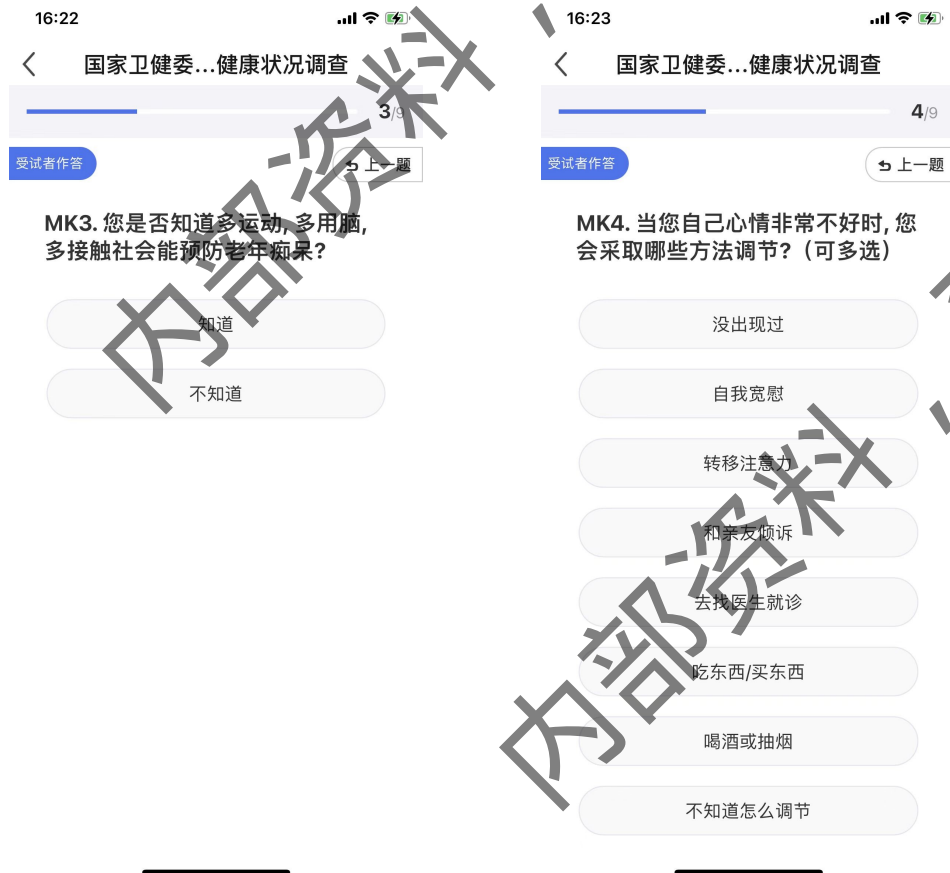 16:22
国家卫健委...健康状况调查
3/9
受试者作答
上一题
MK3. 您是否知道多运动, 多用脑,
多接触社会能预防老年痴呆?
知道
不知道
16:23
国家卫健委...健康状况调查
4/9
受试者作答
上一题
MK4. 当您自己心情非常不好时, 您
会采取哪些方法调节?（可多选）
没出现过
自我宽慰
转移注意力
和亲友倾诉
去找医生就诊
吃东西/买东西
喝酒或抽烟
不知道怎么调节
内部资料
内部资料